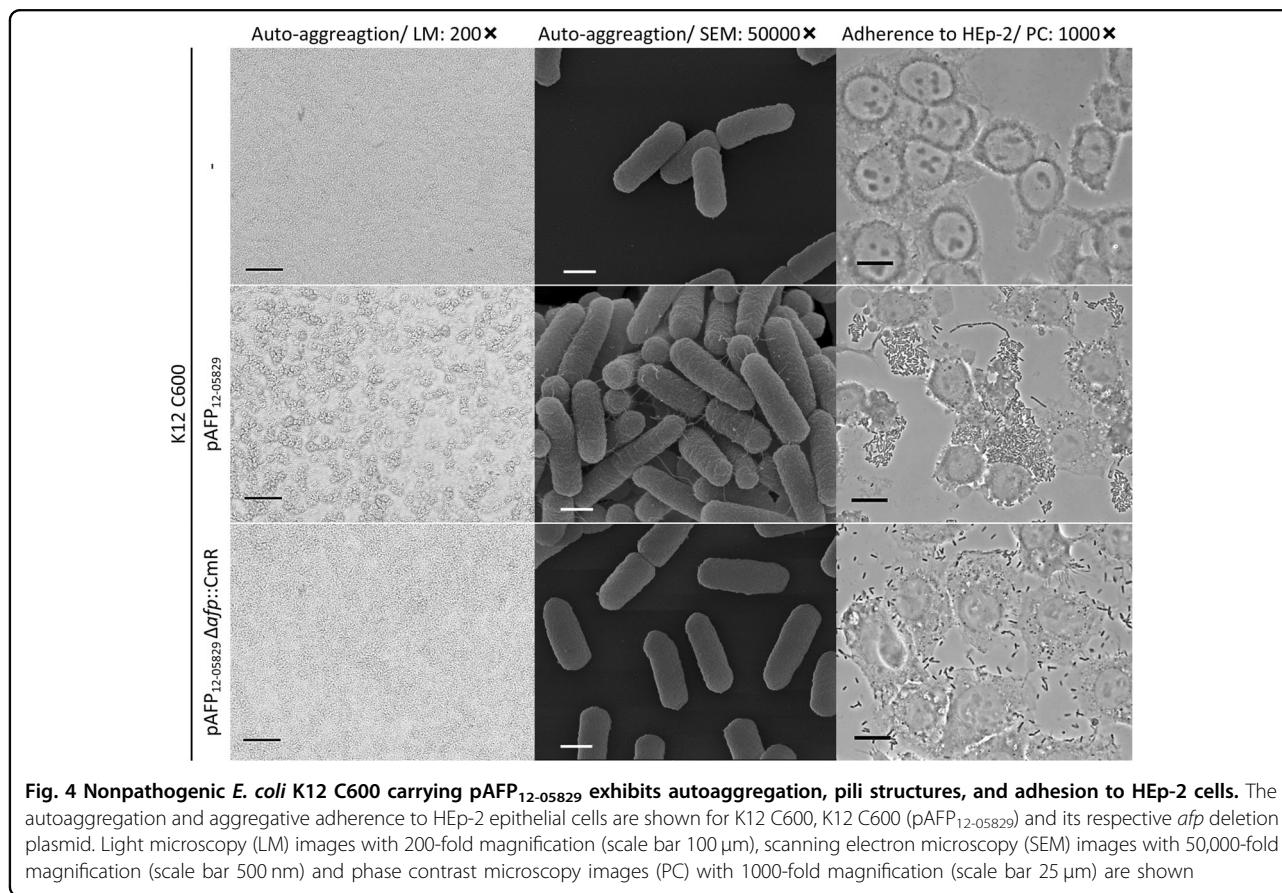 Auto-aggreagtion/ LM: 200×
Auto-aggreagtion/ SEM: 50000×
Adherence to HEp-2/ PC: 1000×
K12 C600
-
pAFP12-05829
pAFP12-05829 Δafp::CmR
Fig. 4 Nonpathogenic E. coli K12 C600 carrying pAFP12-05829 exhibits autoaggregation, pili structures, and adhesion to HEp-2 cells. The
autoaggregation and aggregative adherence to HEp-2 epithelial cells are shown for K12 C600, K12 C600 (pAFP12-05829) and its respective afp deletion
plasmid. Light microscopy (LM) images with 200-fold magnification (scale bar 100 µm), scanning electron microscopy (SEM) images with 50,000-fold
magnification (scale bar 500 nm) and phase contrast microscopy images (PC) with 1000-fold magnification (scale bar 25 µm) are shown